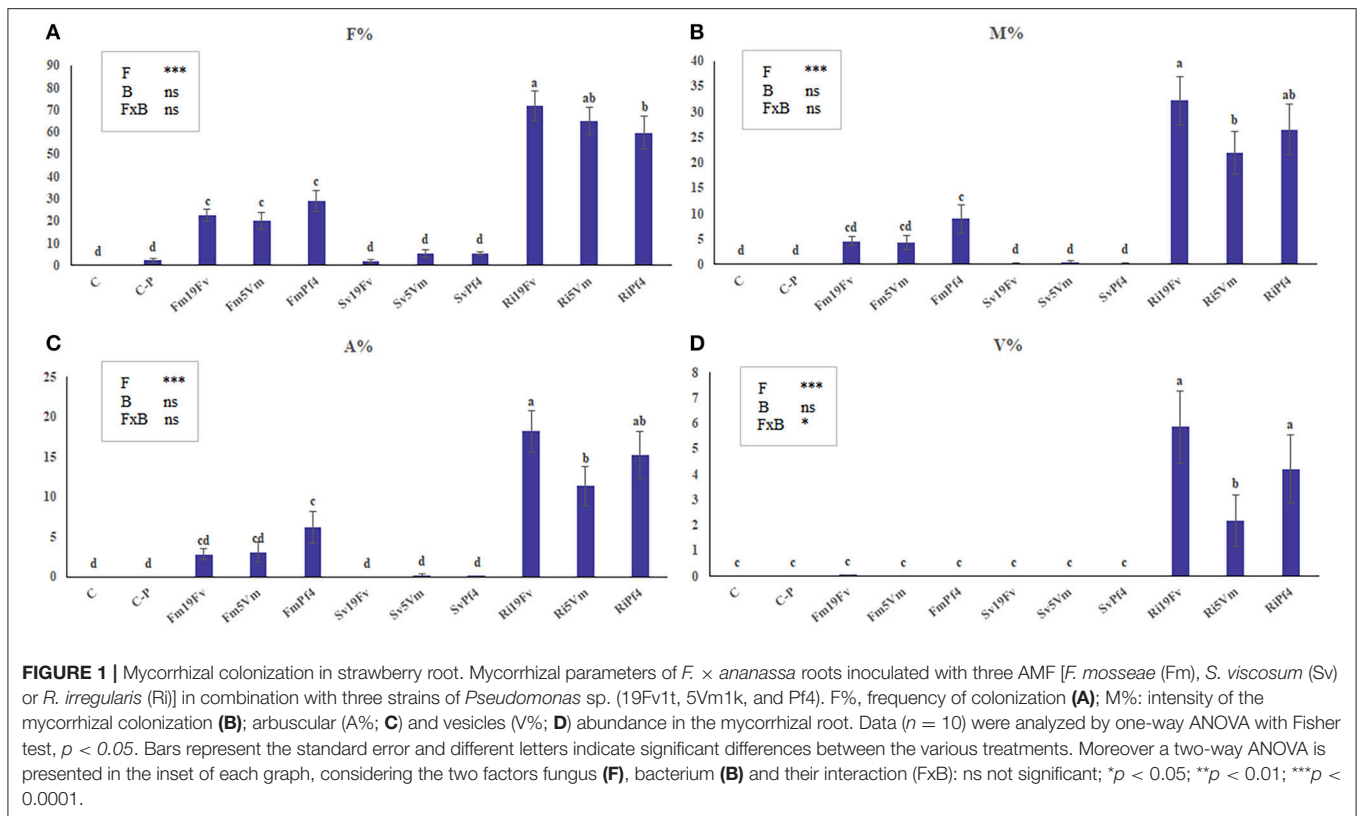 A
F%
F ***
B ns
FxB ns
90
80
70
60
50
40
30
20
10
0
d
d
c
c
c
d
d
d
a
ab
b
C
C-P
Fm19Fv
Fm5Vm
FmPf4
Sv19Fv
Sv5Vm
SvPf4
Ri19Fv
Ri5Vm
RiPf4
B
M%
F ***
B ns
FxB ns
40
35
30
25
20
15
10
5
0
d
d
cd
cd
c
d
d
d
a
b
ab
C
C-P
Fm19Fv
Fm5Vm
FmPf4
Sv19Fv
Sv5Vm
SvPf4
Ri19Fv
Ri5Vm
RiPf4
C
A%
F ***
B ns
FxB ns
25
20
15
10
5
0
d
d
cd
cd
c
d
d
d
a
b
ab
C
C-P
Fm19Fv
Fm5Vm
FmPf4
Sv19Fv
Sv5Vm
SvPf4
Ri19Fv
Ri5Vm
RiPf4
D
V%
F ***
B ns
FxB *
8
7
6
5
4
3
2
1
0
c
c
c
c
c
c
c
c
a
b
a
C
C-P
Fm19Fv
Fm5Vm
FmPf4
Sv19Fv
Sv5Vm
SvPf4
Ri19Fv
Ri5Vm
RiPf4
FIGURE 1 | Mycorrhizal colonization in strawberry root. Mycorrhizal parameters of F. × ananassa roots inoculated with three AMF [F. mosseae (Fm), S. viscosum (Sv)
or R. irregularis (Ri)] in combination with three strains of Pseudomonas sp. (19Fv1t, 5Vm1k, and Pf4). F%, frequency of colonization (A); M%: intensity of the
mycorrhizal colonization (B); arbuscular (A%; C) and vesicles (V%; D) abundance in the mycorrhizal root. Data (n = 10) were analyzed by one-way ANOVA with Fisher
test, p < 0.05. Bars represent the standard error and different letters indicate significant differences between the various treatments. Moreover a two-way ANOVA is
presented in the inset of each graph, considering the two factors fungus (F), bacterium (B) and their interaction (FxB): ns not significant; *p < 0.05; **p < 0.01; ***p <
0.0001.